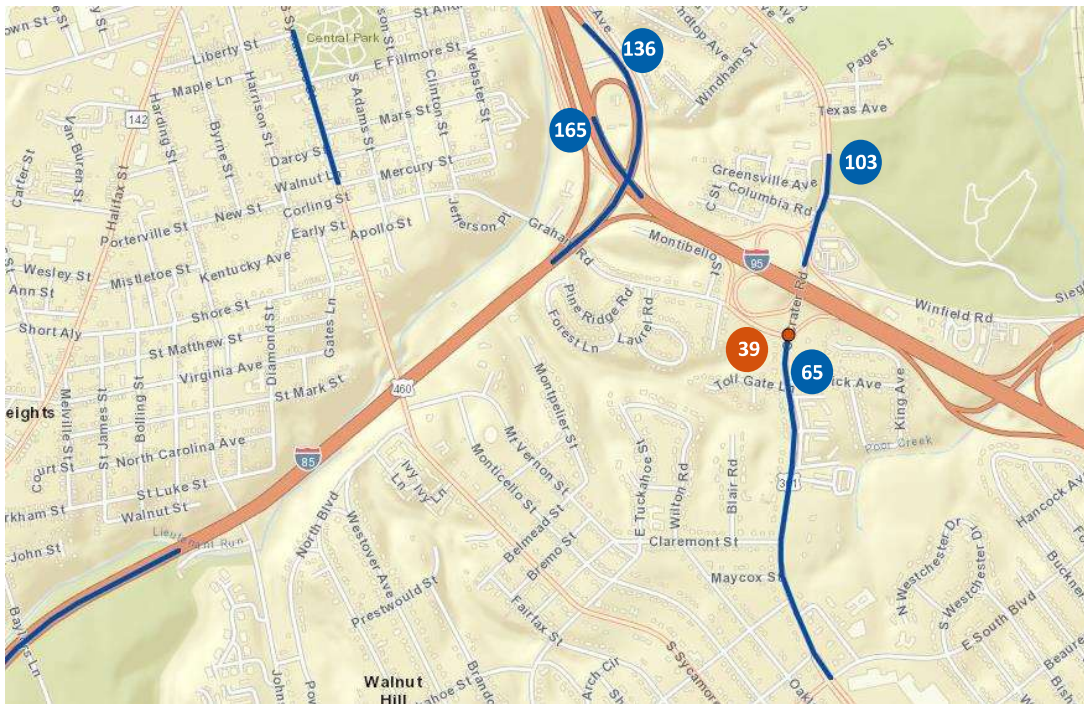 Liberty St
Central Park
E Fillmore St
Maple Ln
Page St
Windham St
136
Texas Ave
142
165
103
Van Buren St
Carter St
Halifax St
Harding St
Byrne St
Harrison St
S Adams St
Clinton St
Webster St
Mars St
Darcy St
Walnut Ln
Mercury St
Greensville Ave
Columbia Rd
C St
New St
Corling St
Porterville St
Early St
Apollo St
Jefferson Pl
Graham Rd
Montibello
St
95
Wesley St
Mistletoe St
Kentucky Ave
Ann St
Shore St
Gates Ln
Pine Ridge Rd
Forest Ln
Laurel Rd
Winfield Rd
Short Aly
St Matthew St
Diamond St
Virginia Ave
St Mark St
39
65
Toll Gate Ln
King Ave
460
Melville St
St James St
Bolling St
eights
North Carolina Ave
85
Montpelier St
Mt Vernon St
Monticello St
Poor Creek
301
St Luke St
Walnut St
Ivy Ln
Ivy Ln
E Tuckahoe St
Wilton Rd
Blair Rd
Hancock Av
Lieutenant Run
North Blvd
John St
Westover Ave
Belmead St
Bremo St
Claremont St
Maycox St
Prestwould St
Fairfax St
N Westchester Dr
S Westchester Dr
E South Blvd
S Sycamore
Arch Cir
Walnut
Hill